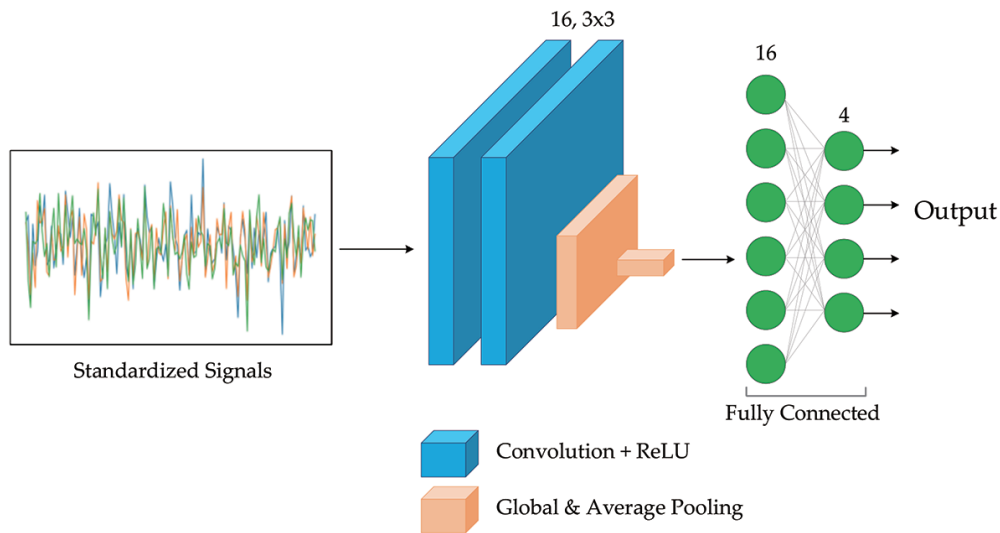 16, 3x3
16
4
Output
Standardized Signals
Fully Connected
Convolution + ReLU
Global & Average Pooling